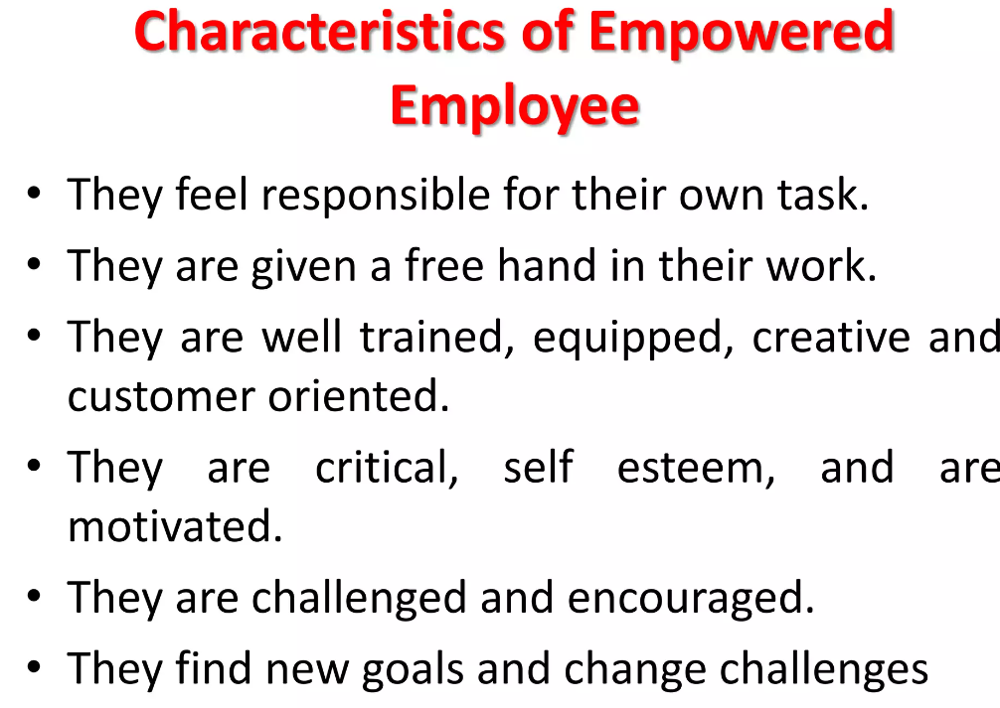 Characteristics of Empowered
Employee
• They feel responsible for their own task.
• They are given a free hand in their work.
• They are well trained, equipped, creative and
customer oriented.
• They are critical, self esteem, and are
motivated.
• They are challenged and encouraged.
• They find new goals and change challenges